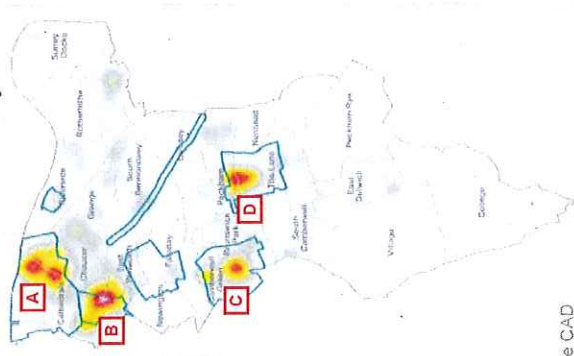 Surrey
Docks
Rotherhithe
Riverside
A
Grange
South
Bermondsey
Cathedrals
Chaucer
B
East
Walworth
Livesey
Newington
Faraday
Peckham
Nunhead
D
The Lane
Brunswick
Park
Camberwell
Green
C
South
Camberwell
Peckham Rye
East
Dulwich
Village
College
e CAD